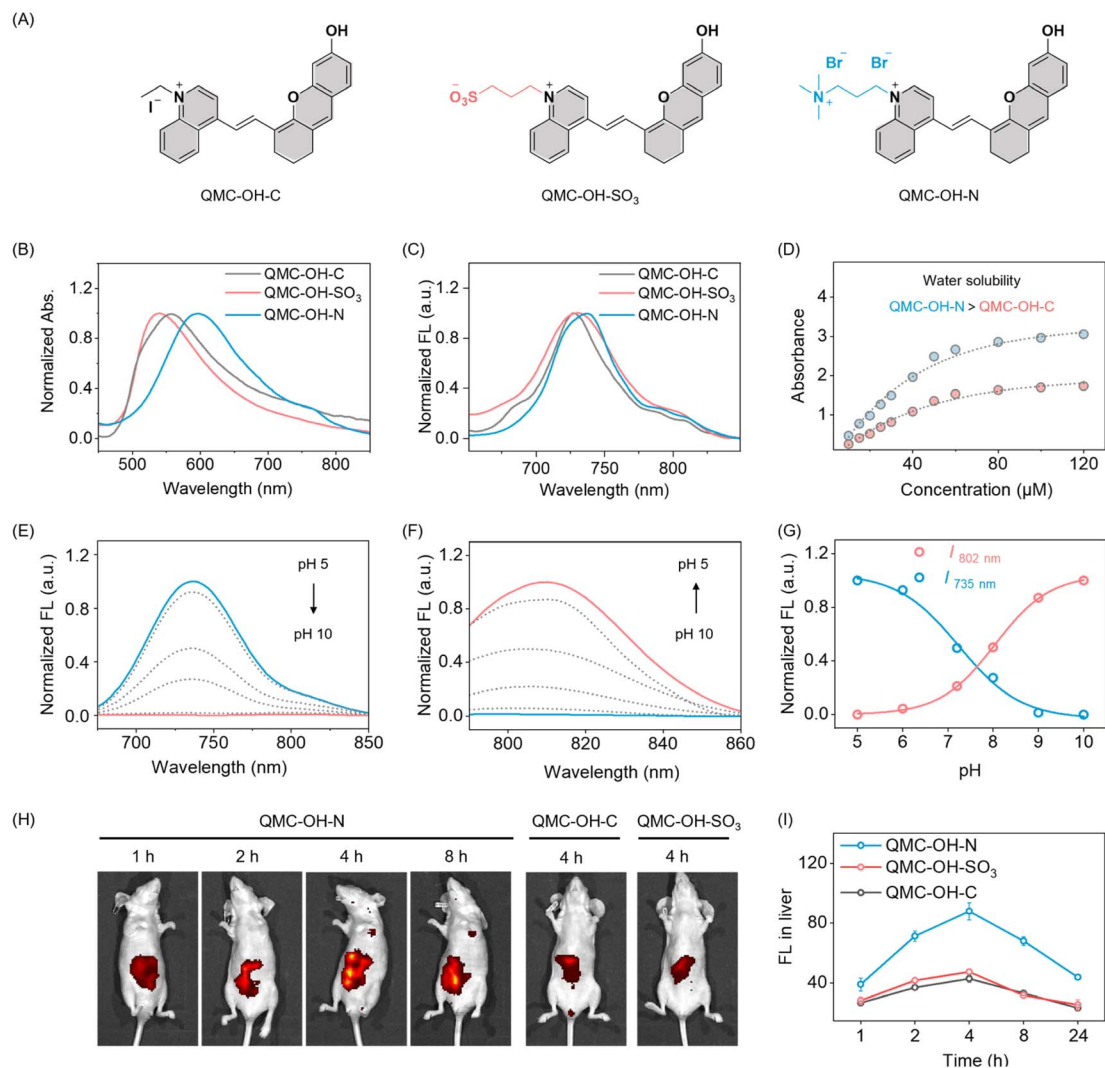 (A)
OH
N
+
I⁻
O
QMC-OH-C
⁻
O₃S
N
+
O
OH
QMC-OH-SO₃
Br⁻ Br⁻
N
+
N
+
O
OH
QMC-OH-N
(B)
QMC-OH-C
QMC-OH-SO₃
QMC-OH-N
Normalized Abs.
1.2
0.8
0.4
0.0
450 500 600 700 800
Wavelength (nm)
(C)
QMC-OH-C
QMC-OH-SO₃
QMC-OH-N
Normalized FL (a.u.)
1.2
0.8
0.4
0.0
700 750 800
Wavelength (nm)
(D)
Water solubility
QMC-OH-N > QMC-OH-C
Absorbance
4
3
2
1
0 40 80 120
Concentration (µM)
(E)
pH 5
pH 10
Normalized FL (a.u.)
1.2
0.8
0.4
0.0
700 750 800 850
Wavelength (nm)
(F)
pH 5
pH 10
Normalized FL (a.u.)
1.2
0.8
0.4
0.0
800 820 840 860
Wavelength (nm)
(G)
I 802 nm
I 735 nm
Normalized FL (a.u.)
1.2
0.8
0.4
0.0
5 6 7 8 9 10
pH
(H)
QMC-OH-N QMC-OH-C QMC-OH-SO₃
1 h 2 h 4 h 8 h 4 h 4 h
(I)
QMC-OH-N
QMC-OH-SO₃
QMC-OH-C
FL in liver
120
80
40
1 2 4 8 24
Time (h)